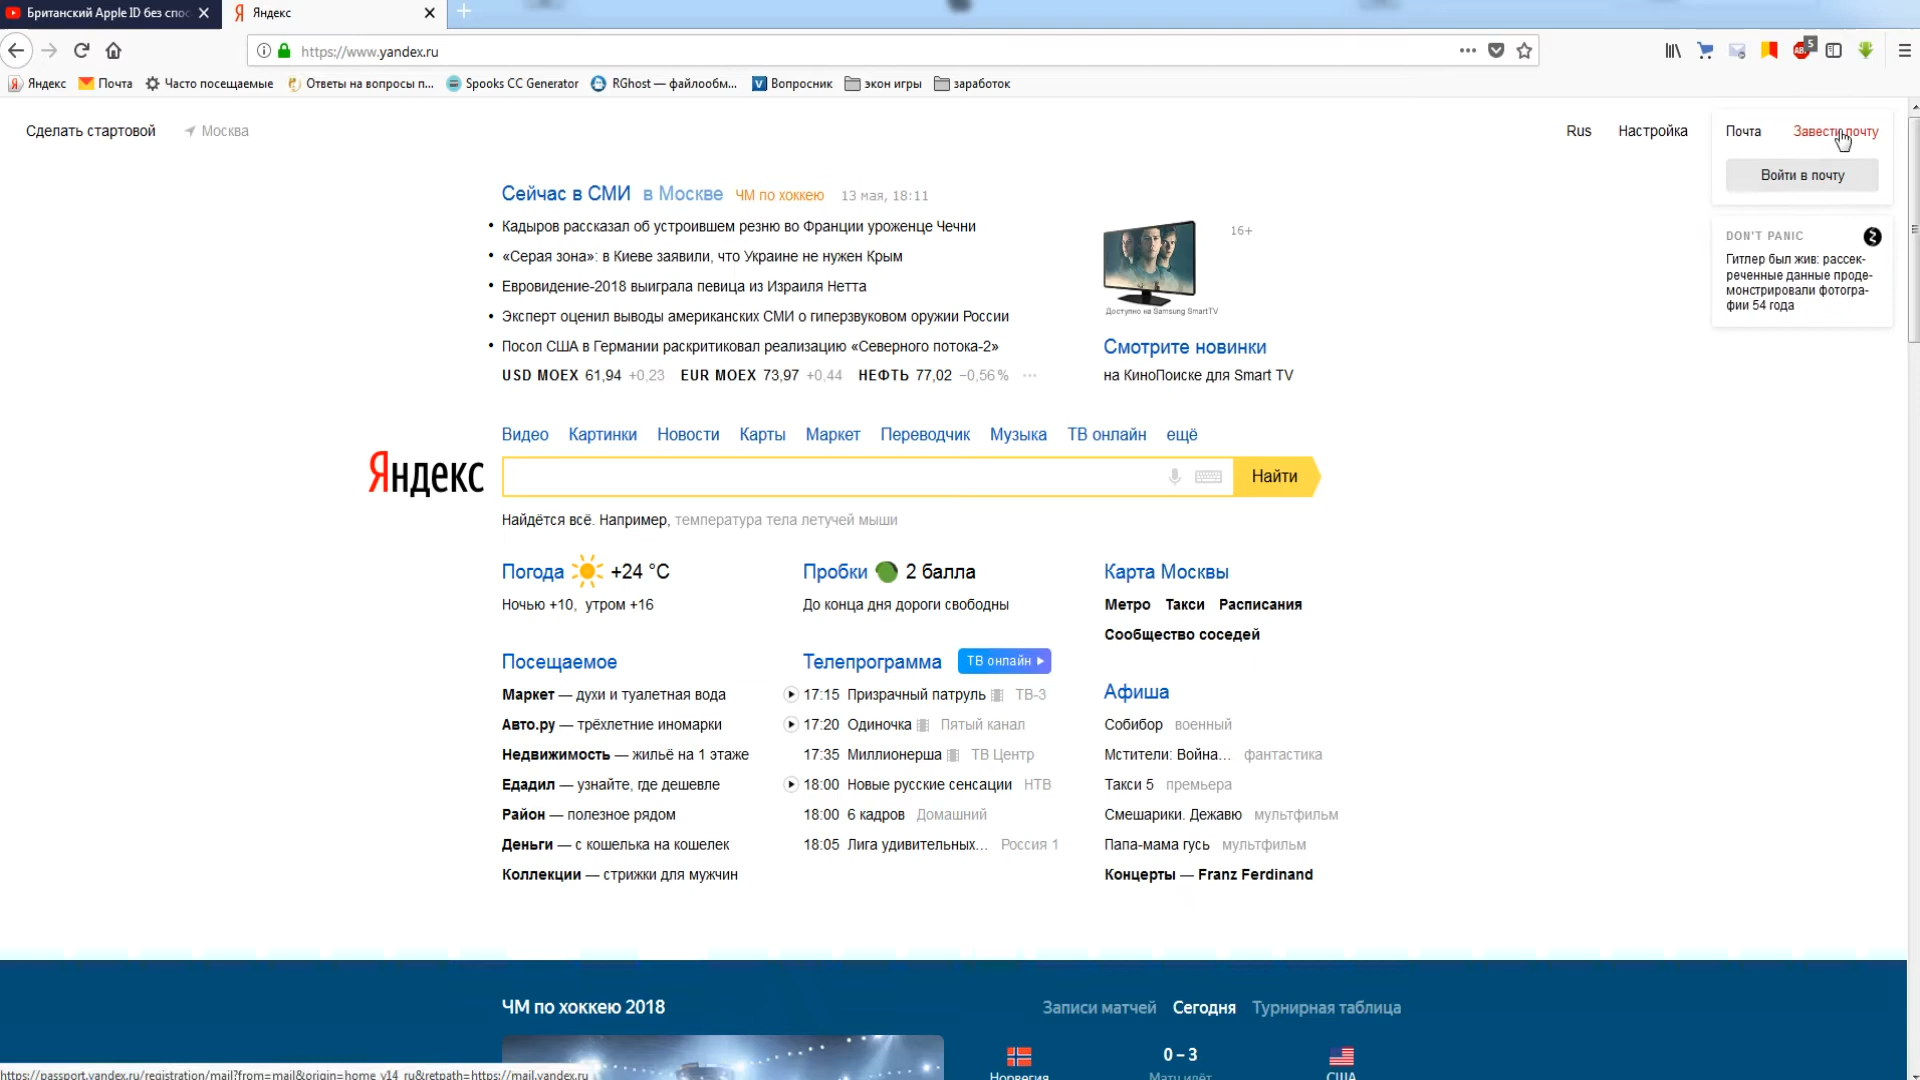 Британский Apple ID без спос
Яндекс
https://www.yandex.ru
5
Яндекс
Почта
Часто посещаемые
Ответы на вопросы п...
Spooks CC Generator
RGhost — файлообм...
Вопросник
экон игры
заработок
Сделать стартовой
Москва
Rus
Настройка
Почта
Завести почту
Войти в почту
DON'T PANIC
Гитлер был жив: рассек-
реченные данные проде-
монстрировали фотогра-
фии 54 года
Сейчас в СМИ в Москве ЧМ по хоккею 13 мая, 18:11
Кадыров рассказал об устроившем резню во Франции уроженце Чечни
«Серая зона»: в Киеве заявили, что Украине не нужен Крым
Евровидение-2018 выиграла певица из Израиля Нетта
Эксперт оценил выводы американских СМИ о гиперзвуковом оружии России
Посол США в Германии раскритиковал реализацию «Северного потока-2»
USD MOEX 61,94 +0,23 EUR MOEX 73,97 +0,44 НЕФТЬ 77,02 −0,56 % ···
16+
Доступно на Samsung SmartTV
Смотрите новинки
на КиноПоиске для Smart TV
Видео Картинки Новости Карты Маркет Переводчик Музыка ТВ онлайн ещё
Яндекс
Найти
Найдётся всё. Например, температура тела летучей мыши
Погода +24 °C
Ночью +10, утром +16
Пробки 2 балла
До конца дня дороги свободны
Карта Москвы
Метро Такси Расписания
Сообщество соседей
Посещаемое
Маркет — духи и туалетная вода
Авто.ру — трёхлетние иномарки
Недвижимость — жильё на 1 этаже
Едадил — узнайте, где дешевле
Район — полезное рядом
Деньги — с кошелька на кошелек
Коллекции — стрижки для мужчин
Телепрограмма ТВ онлайн
17:15 Призрачный патруль ТВ-3
17:20 Одиночка Пятый канал
17:35 Миллионерша ТВ Центр
18:00 Новые русские сенсации НТВ
18:00 6 кадров Домашний
18:05 Лига удивительных... Россия 1
Афиша
Собибор военный
Мстители: Война... фантастика
Такси 5 премьера
Смешарики. Дежавю мультфильм
Папа-мама гусь мультфильм
Концерты — Franz Ferdinand
ЧМ по хоккею 2018
Записи матчей Сегодня Турнирная таблица
0 – 3
Норвегия
Матч идёт
США
https://passport.yandex.ru/registration/mail?from=mail&origin=home_v14_ru&retpath=https://mail.yandex.ru